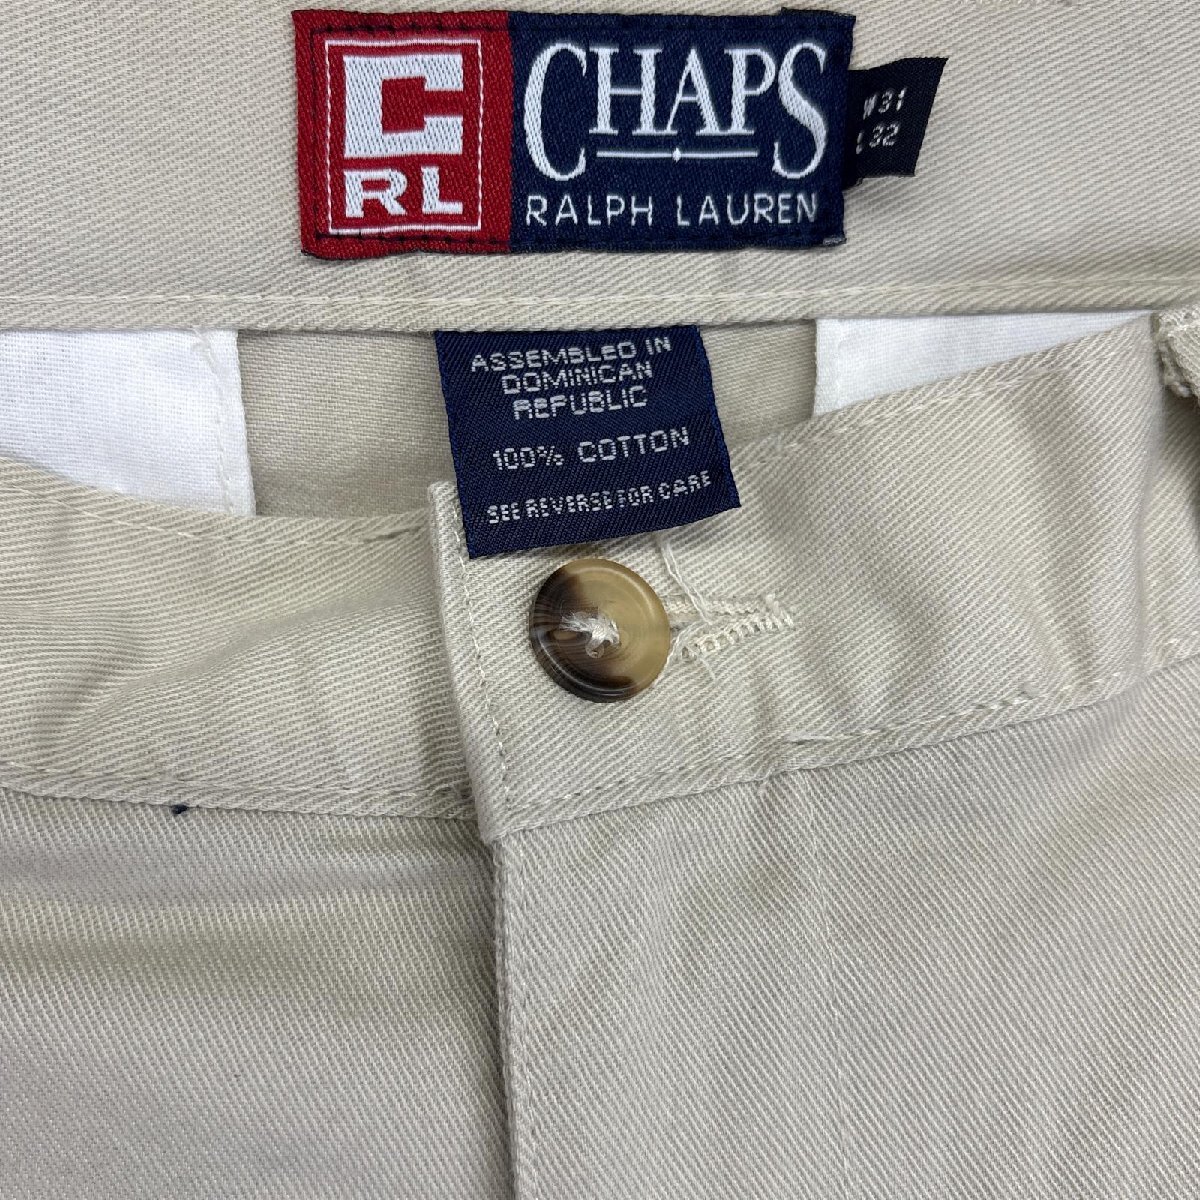 C
RL
CHAPS
RALPH LAUREN
W31
L32
ASSEMBLED IN
DOMINICAN
REPUBLIC
100% COTTON
SEE REVERSE FOR CARE